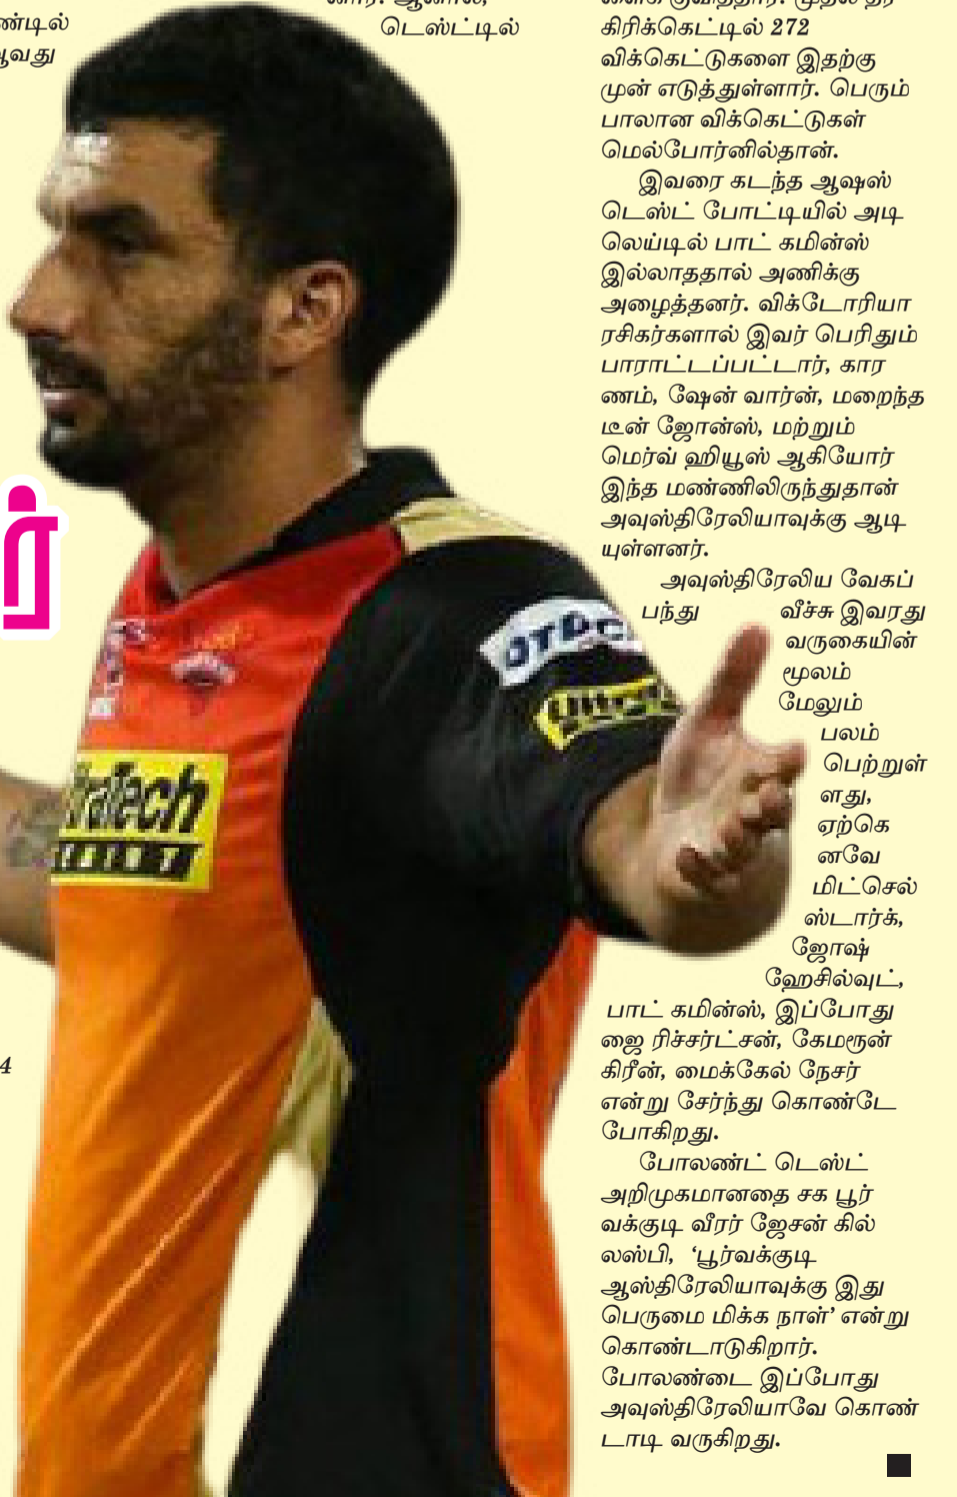 டெஸ்ட்டில்
4
ர்
கிரிக்கெட்டில் 272
விக்கெட்டுகளை இதற்கு
முன் எடுத்துள்ளார். பெரும்
பாலான விக்கெட்டுகள்
மெல்போர்னில்தான்.
இவரை கடந்த ஆஷஸ்
டெஸ்ட் போட்டியில் அடி
லெய்டில் பாட் கமின்ஸ்
இல்லாததால் அணிக்கு
அழைத்தனர். விக்டோரியா
ரசிகர்களால் இவர் பெரிதும்
பாராட்டப்பட்டார், கார
ணம், ஷேன் வார்ன், மறைந்த
டீன் ஜோன்ஸ், மற்றும்
மெர்வ் ஹியூஸ் ஆகியோர்
இந்த மண்ணிலிருந்துதான்
அவுஸ்திரேலியாவுக்கு ஆடி
யுள்ளனர்.
அவுஸ்திரேலிய வேகப்
பந்து வீச்சு இவரது
வருகையின்
மூலம்
மேலும்
பலம்
பெற்றுள்
ளது,
ஏற்கெ
னவே
மிட்செல்
ஸ்டார்க்,
ஜோஷ்
ஹேசில்வுட்,
பாட் கமின்ஸ், இப்போது
ஜை ரிச்சர்ட்சன், கேமரூன்
கிரீன், மைக்கேல் நேசர்
என்று சேர்ந்து கொண்டே
போகிறது.
போலண்ட் டெஸ்ட்
அறிமுகமானதை சக பூர்
வக்குடி வீரர் ஜேசன் கில்
லஸ்பி, ‘பூர்வக்குடி
ஆஸ்திரேலியாவுக்கு இது
பெருமை மிக்க நாள்’ என்று
கொண்டாடுகிறார்.
போலண்டை இப்போது
அவுஸ்திரேலியாவே கொண்
டாடி வருகிறது.